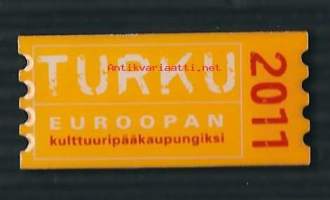 TURKU
Antikvariaatti.net
EUROOPAN
kulttuuripääkaupungiksi
2011